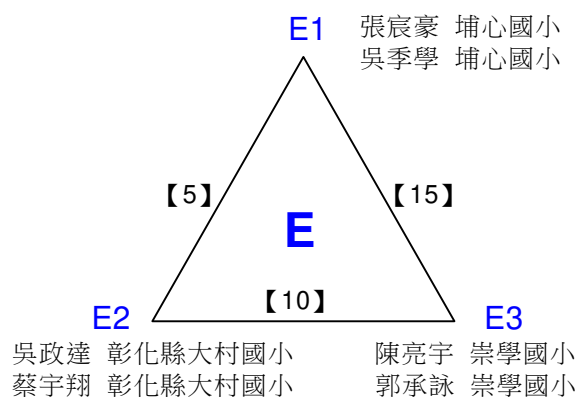 E1
張宸豪 埔心國小
吳季學 埔心國小
【5】
【15】
E
【10】
E2
E3
吳政達 彰化縣大村國小
蔡宇翔 彰化縣大村國小
陳亮宇 崇學國小
郭承詠 崇學國小